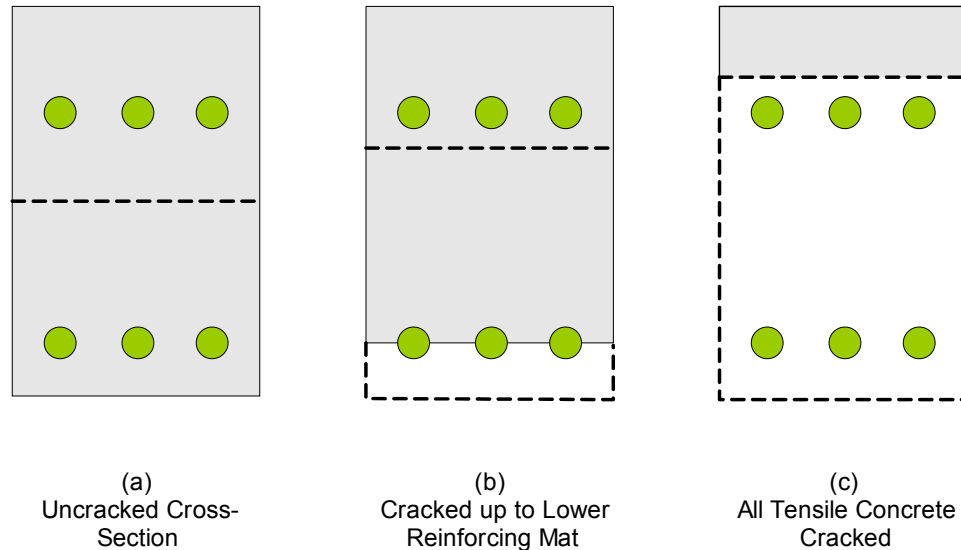 (a)
Uncracked Cross-
Section
(b)
Cracked up to Lower
Reinforcing Mat
(c)
All Tensile Concrete
Cracked